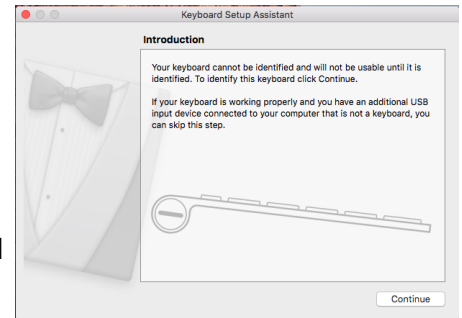 Keyboard Setup Assistant
Introduction
Your keyboard cannot be identified and will not be usable until it is
identified. To identify this keyboard click Continue.
If your keyboard is working properly and you have an additional USB
input device connected to your computer that is not a keyboard, you
can skip this step.
Continue